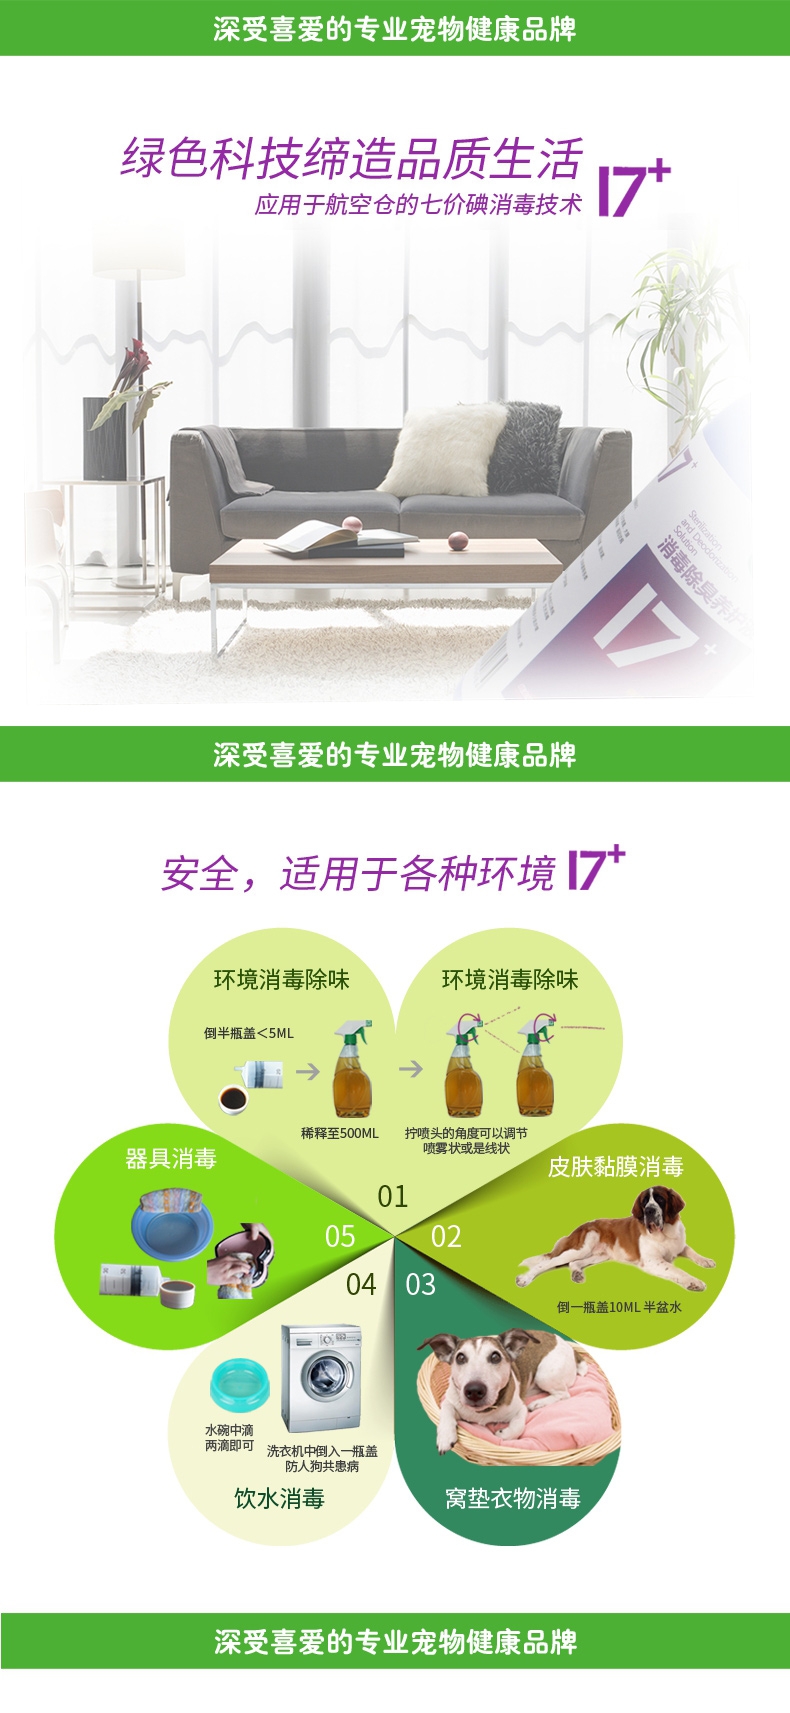 深受喜爱的专业宠物健康品牌
绿色科技缔造品质生活
应用于航空仓的七价碘消毒技术
17+
17+
Sterilization
and Deodorization
Solution
消毒除臭养护
17+
深受喜爱的专业宠物健康品牌
安全，适用于各种环境 17+
环境消毒除味
倒半瓶盖<5ML
稀释至500ML
环境消毒除味
拧喷头的角度可以调节
喷雾状或是线状
01
皮肤黏膜消毒
倒一瓶盖10ML 半盆水
02
03
窝垫衣物消毒
04
水碗中滴
两滴即可
洗衣机中倒入一瓶盖
防人狗共患病
饮水消毒
器具消毒
05
深受喜爱的专业宠物健康品牌